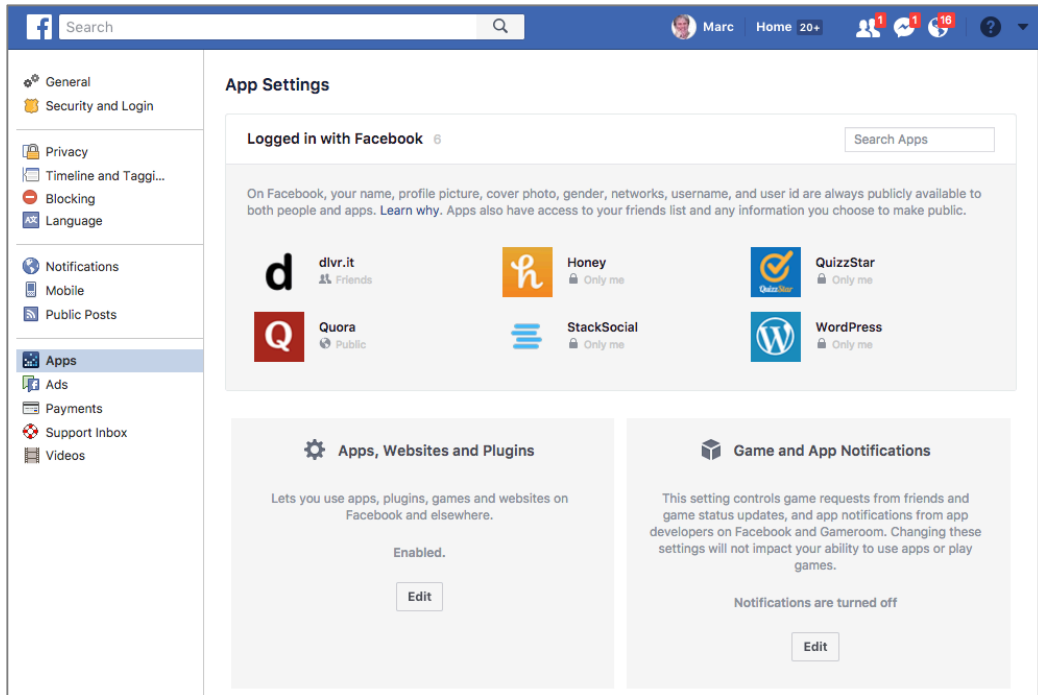 f
Search
Marc
Home 20+
1
1
16
?
General
Security and Login
Privacy
Timeline and Taggi...
Blocking
Language
Notifications
Mobile
Public Posts
Apps
Ads
Payments
Support Inbox
Videos
App Settings
Logged in with Facebook 6
Search Apps
On Facebook, your name, profile picture, cover photo, gender, networks, username, and user id are always publicly available to
both people and apps. Learn why. Apps also have access to your friends list and any information you choose to make public.
d
dlvr.it
Friends
h
Honey
Only me
QuizzStar
QuizzStar
Only me
Q
Quora
Public
StackSocial
Only me
W
WordPress
Only me
Apps, Websites and Plugins
Lets you use apps, plugins, games and websites on
Facebook and elsewhere.
Enabled.
Edit
Game and App Notifications
This setting controls game requests from friends and
game status updates, and app notifications from app
developers on Facebook and Gameroom. Changing these
settings will not impact your ability to use apps or play
games.
Notifications are turned off
Edit